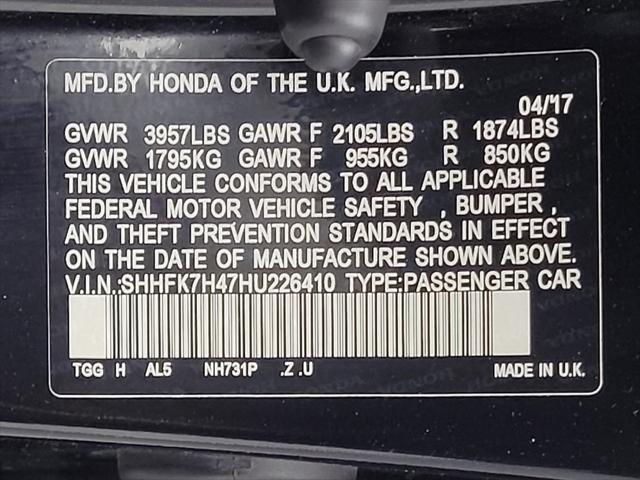 MFD.BY HONDA OF THE U.K. MFG.,LTD.
04/17
GVWR 3957LBS GAWR F 2105LBS R 1874LBS
GVWR 1795KG GAWR F 955KG R 850KG
THIS VEHICLE CONFORMS TO ALL APPLICABLE
FEDERAL MOTOR VEHICLE SAFETY , BUMPER ,
AND THEFT PREVENTION STANDARDS IN EFFECT
ON THE DATE OF MANUFACTURE SHOWN ABOVE.
V.I.N.:SHHFK7H47HU226410 TYPE:PASSENGER CAR
TGG H AL5 NH731P .Z .U MADE IN U.K.